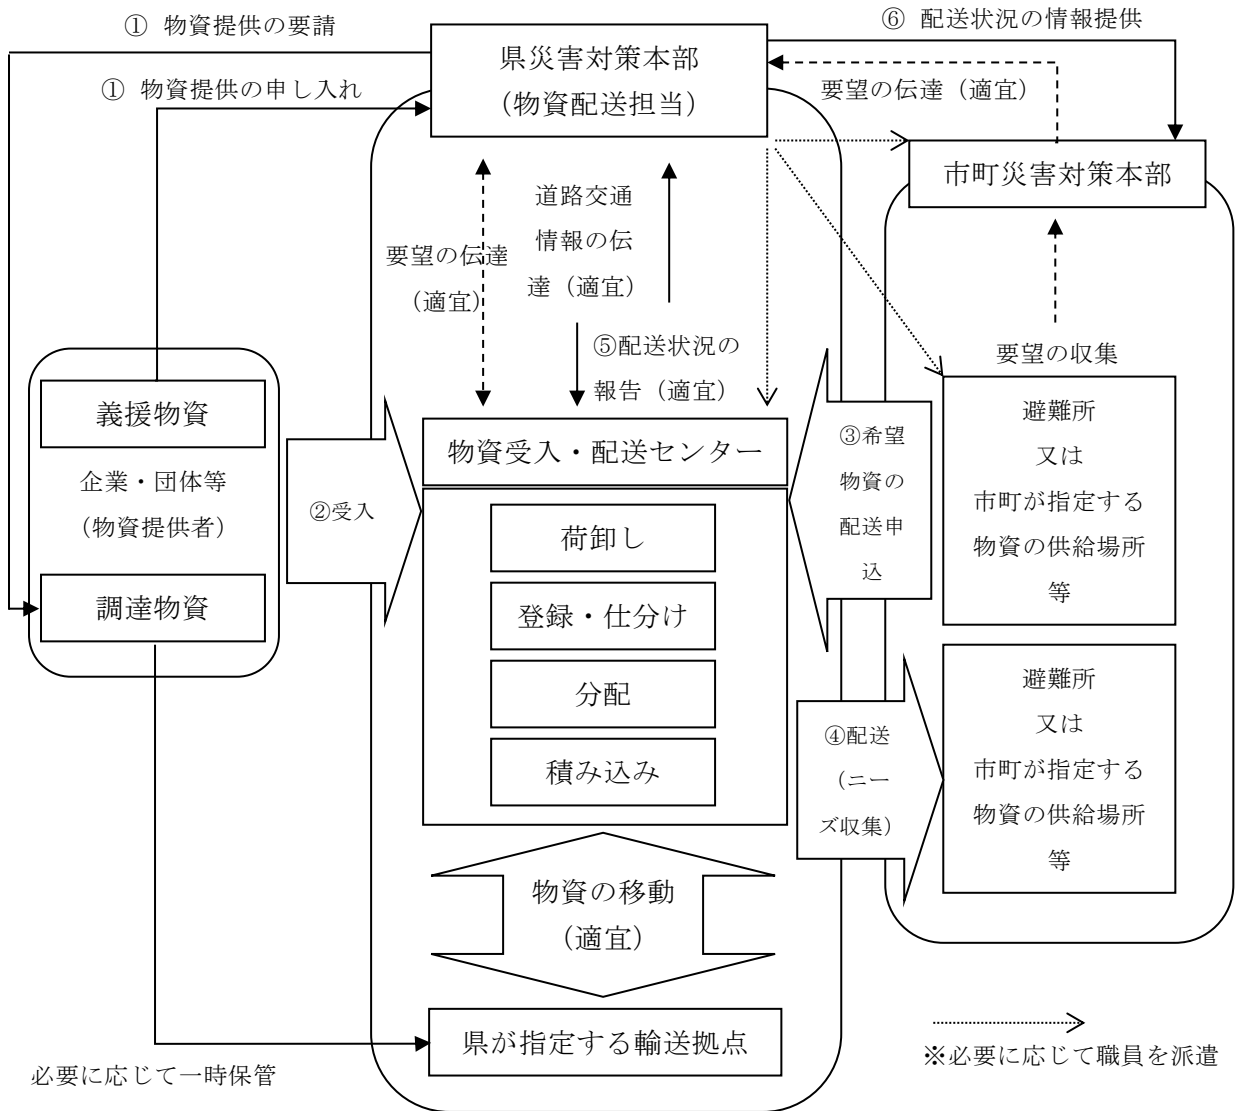 ① 物資提供の要請
① 物資提供の申し入れ
県災害対策本部
（物資配送担当）
⑥ 配送状況の情報提供
要望の伝達（適宜）
市町災害対策本部
要望の伝達
（適宜）
道路交通
情報の伝
達（適宜）
⑤配送状況の
報告（適宜）
要望の収集
義援物資
企業・団体等
（物資提供者）
調達物資
②受入
物資受入・配送センター
荷卸し
登録・仕分け
分配
積み込み
③希望
物資の
配送申
込
避難所
又は
市町が指定する
物資の供給場所
等
④配送
（ニー
ズ収集）
避難所
又は
市町が指定する
物資の供給場所
等
物資の移動
（適宜）
県が指定する輸送拠点
必要に応じて一時保管
※必要に応じて職員を派遣